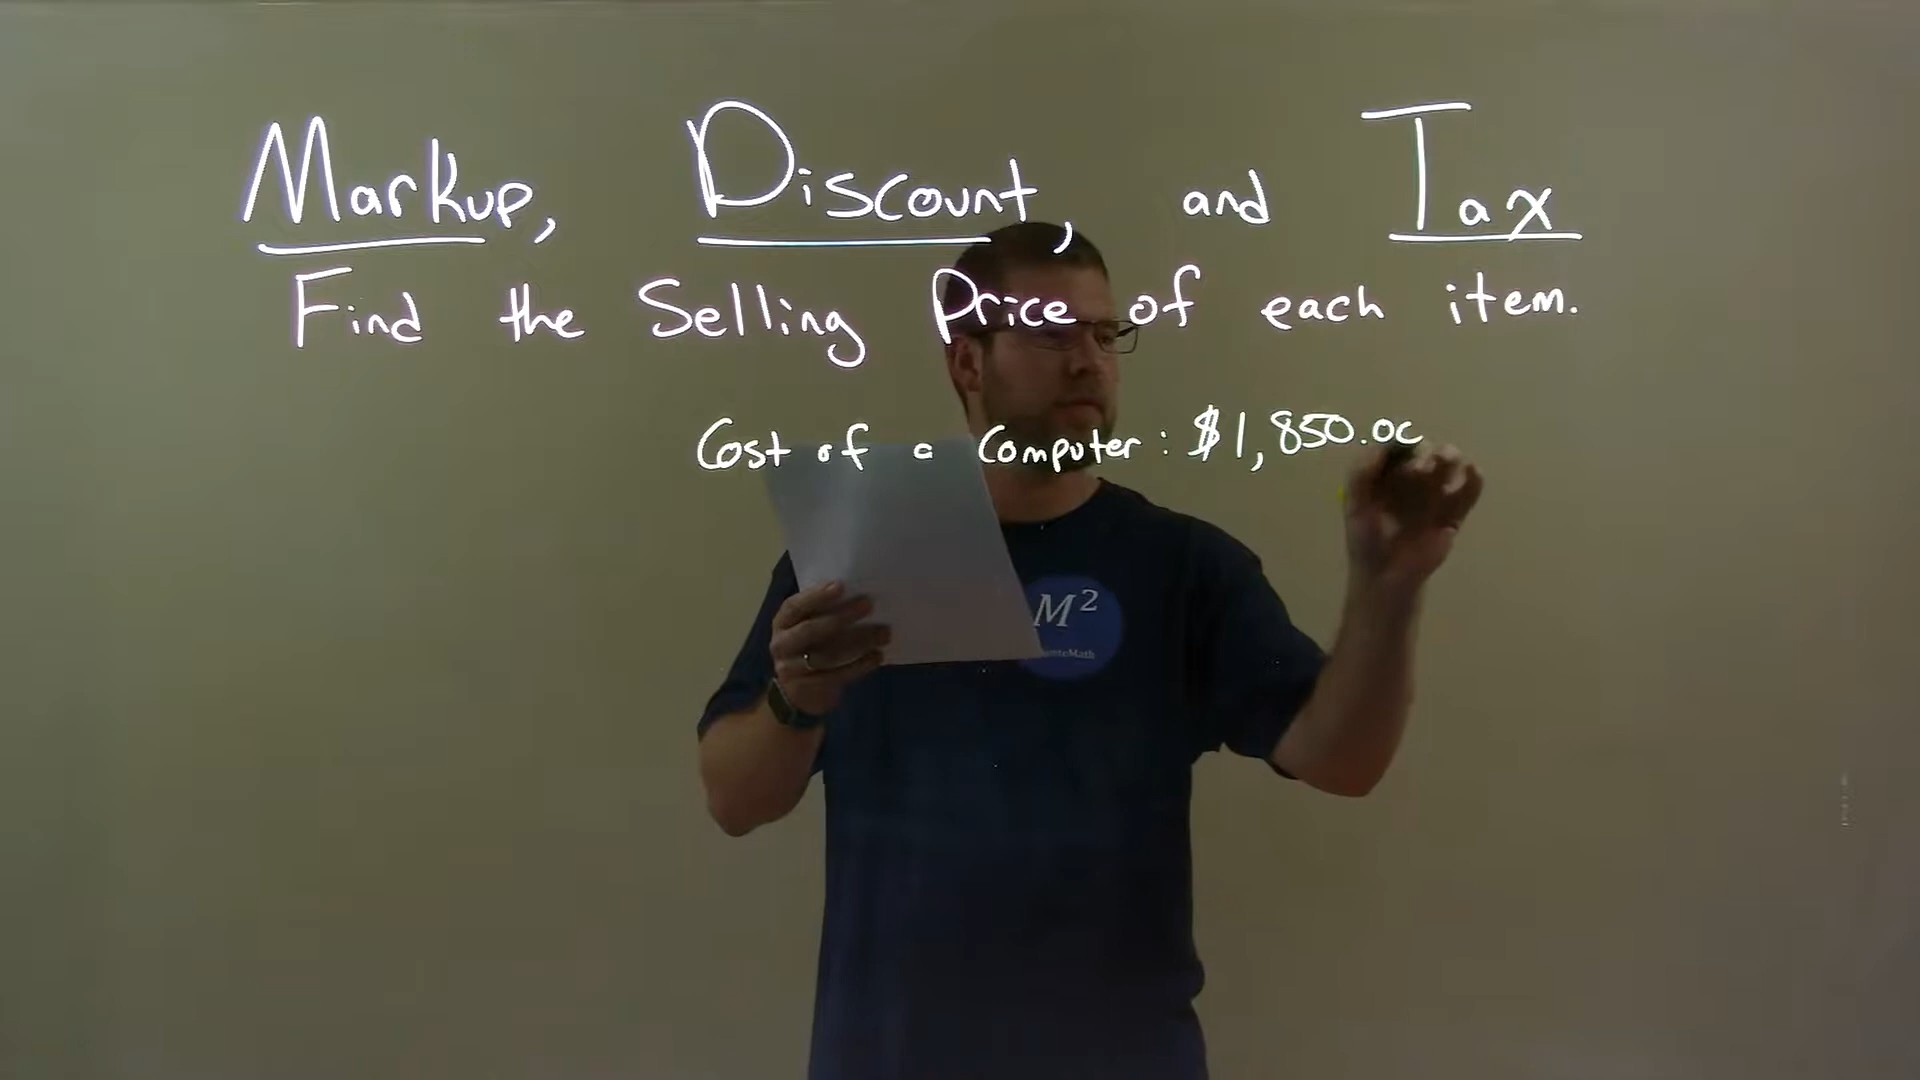 Markup, Discount, and Tax
Find the Selling Price of each item.
Cost of a Computer: $1,850.00
M²